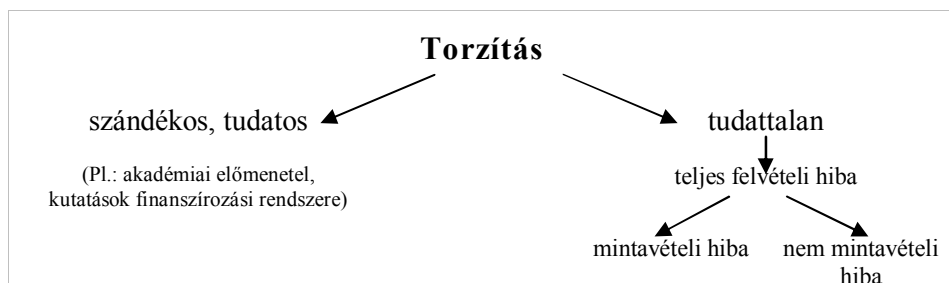 Torzítás
szándékos, tudatos
tudattalan
(Pl.: akadémiai előmenetel,
kutatások finanszírozási rendszere)
teljes felvételi hiba
mintavételi hiba
nem mintavételi
hiba